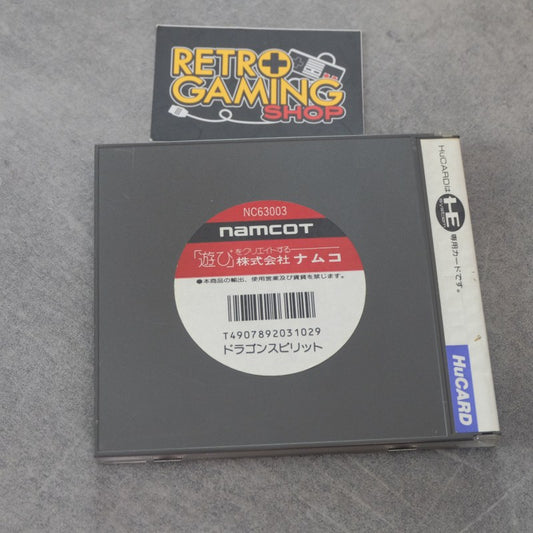 RETRO
GAMING
SHOP
NC63003
namcot
「遊び」をクリエイトする
株式会社ナムコ
●本商品の輸出、使用営業及び賃貸を禁じます。
T4907892031029
ドラゴンスピリット
HuCARDは
専用カードです。
HuCARD